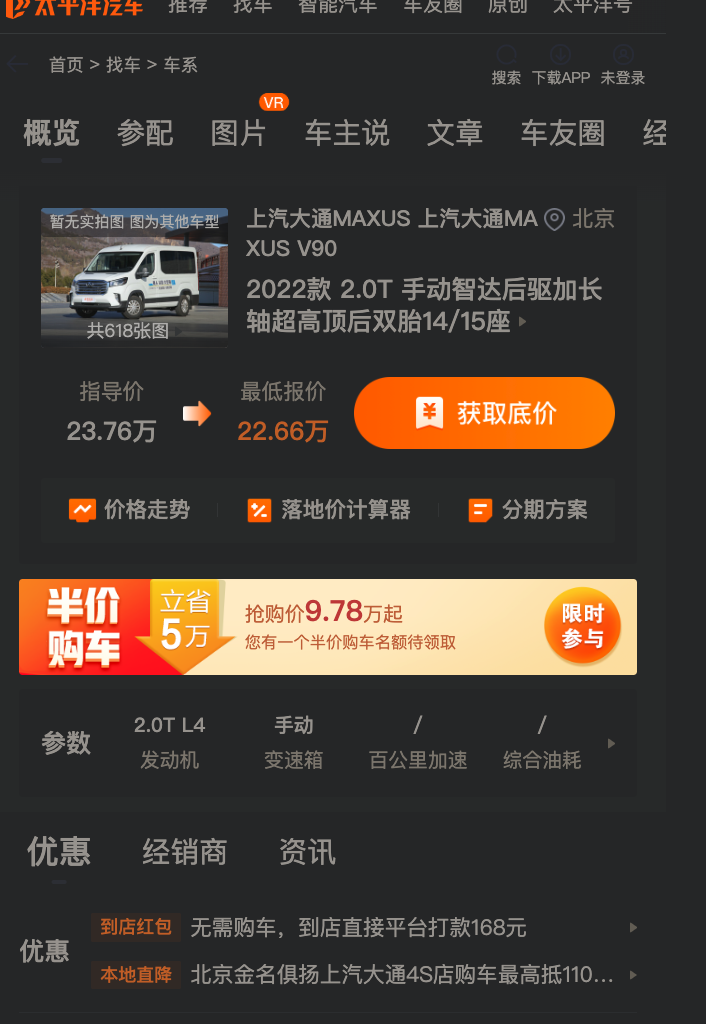 太平洋汽车 推荐 找车 智能汽车 车友圈 原创 太平洋号
首页 > 找车 > 车系
搜索 下载APP 未登录
VR
概览 参配 图片 车主说 文章 车友圈 经
暂无实拍图 图为其他车型
共618张图
上汽大通MAXUS 上汽大通MA 北京
XUS V90
2022款 2.0T 手动智达后驱加长
轴超高顶后双胎14/15座
指导价 最低报价
23.76万 22.66万
¥ 获取底价
价格走势 落地价计算器 分期方案
半价
购车
立省
5万
抢购价9.78万起
您有一个半价购车名额待领取
限时
参与
参数
2.0T L4 手动 / /
发动机 变速箱 百公里加速 综合油耗
优惠 经销商 资讯
优惠
到店红包 无需购车，到店直接平台打款168元
本地直降 北京金名俱扬上汽大通4S店购车最高抵110...